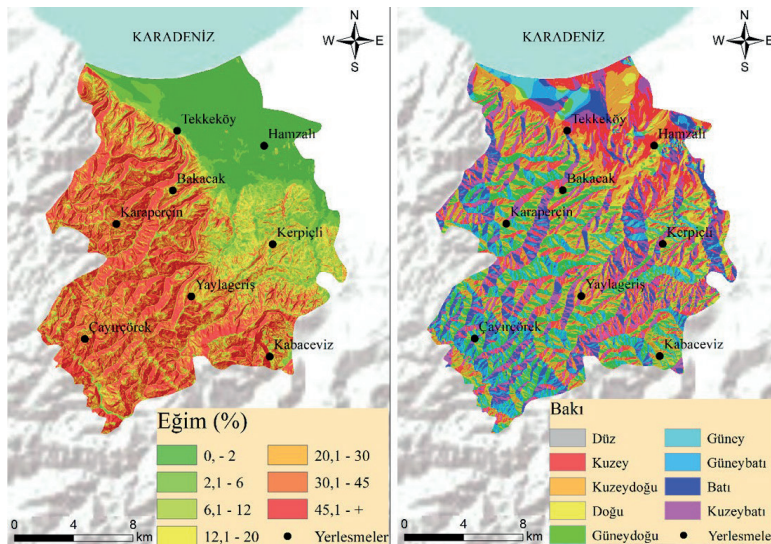 KARADENİZ
N
W E
S
Tekkeköy
Hamzalı
Bakacak
Karaperçin
Kerpiçli
Yaylageriş
Çayırçörek
Kabaceviz
Eğim (%)
0, - 2
2,1 - 6
6,1 - 12
12,1 - 20
20,1 - 30
30,1 - 45
45,1 - +
Yerlesmeler
0 4 8
km
KARADENİZ
N
W E
S
Tekkeköy
Hamzalı
Bakacak
Karaperçin
Kerpiçli
Yaylageriş
Çayırçörek
Kabaceviz
Bakı
Düz
Kuzey
Kuzeydoğu
Doğu
Güneydoğu
Güney
Güneybatı
Batı
Kuzeybatı
Yerlesmeler
0 4 8
km